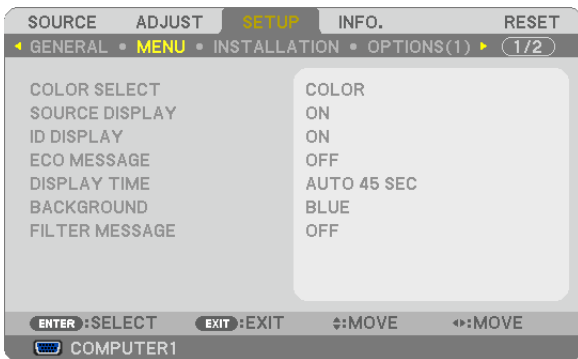 SOURCE ADJUST SETUP INFO. RESET
GENERAL • MENU • INSTALLATION • OPTIONS(1) 1/2
COLOR SELECT COLOR
SOURCE DISPLAY ON
ID DISPLAY ON
ECO MESSAGE OFF
DISPLAY TIME AUTO 45 SEC
BACKGROUND BLUE
FILTER MESSAGE OFF
ENTER :SELECT EXIT :EXIT :MOVE :MOVE
COMPUTER1